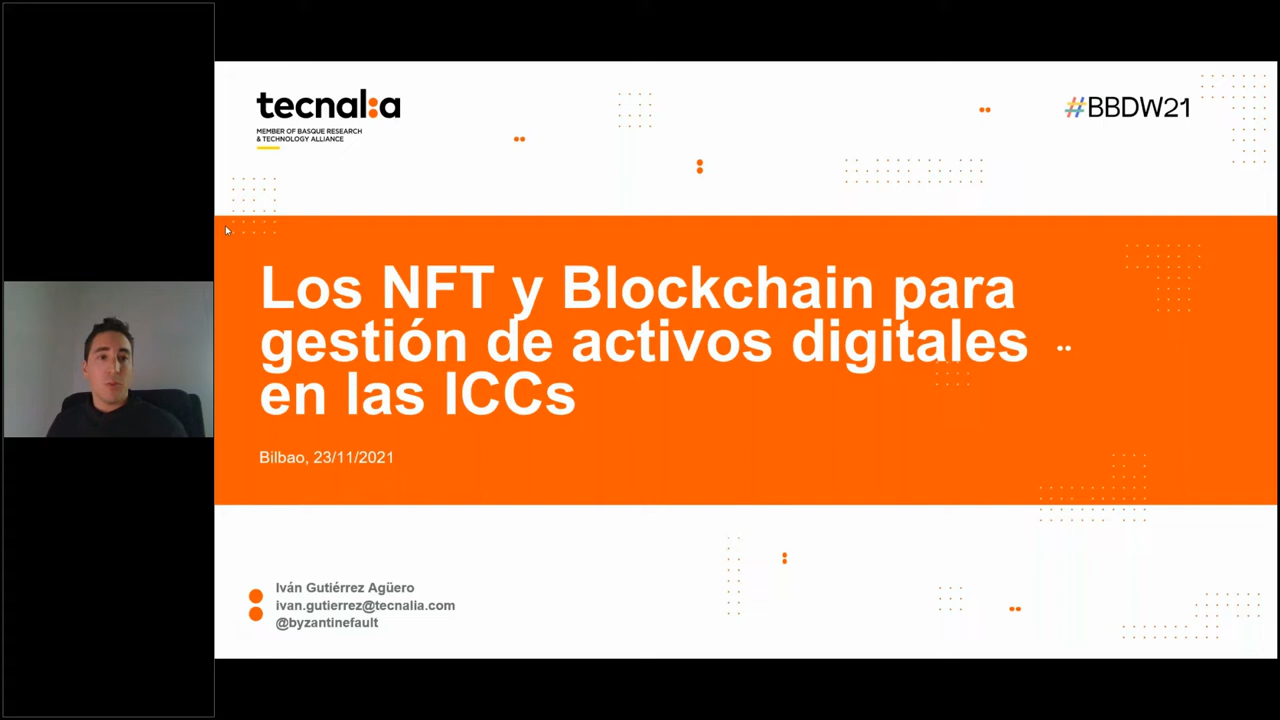 tecnalia
MEMBER OF BASQUE RESEARCH
& TECHNOLOGY ALLIANCE
#BBDW21
Los NFT y Blockchain para
gestión de activos digitales
en las ICCs
Bilbao, 23/11/2021
Iván Gutiérrez Agüero
ivan.gutierrez@tecnalia.com
@byzantinefault